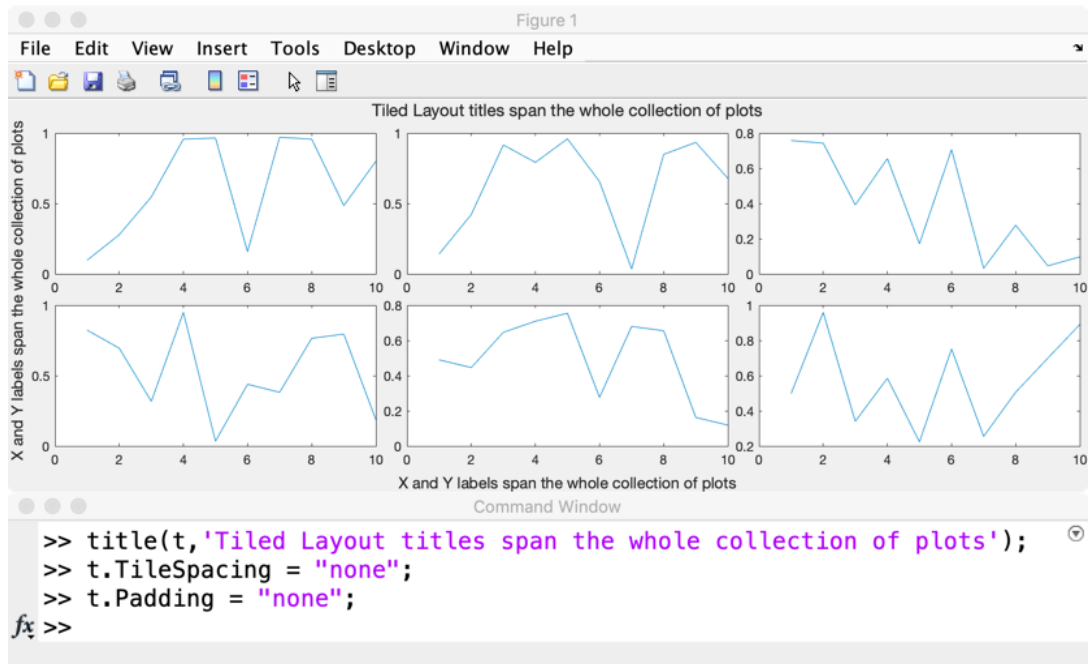 Figure 1
File Edit View Insert Tools Desktop Window Help
Tiled Layout titles span the whole collection of plots
X and Y labels span the whole collection of plots
1
0.5
0
0 2 4 6 8 10
1
0.5
0
0 2 4 6 8 10
0.8
0.6
0.4
0.2
0
0 2 4 6 8 10
1
0.5
0
0 2 4 6 8 10
0.8
0.6
0.4
0.2
0
0 2 4 6 8 10
1
0.8
0.6
0.4
0.2
0 2 4 6 8 10
X and Y labels span the whole collection of plots
Command Window
>> title(t,'Tiled Layout titles span the whole collection of plots');
>> t.TileSpacing = "none";
>> t.Padding = "none";
fx >>